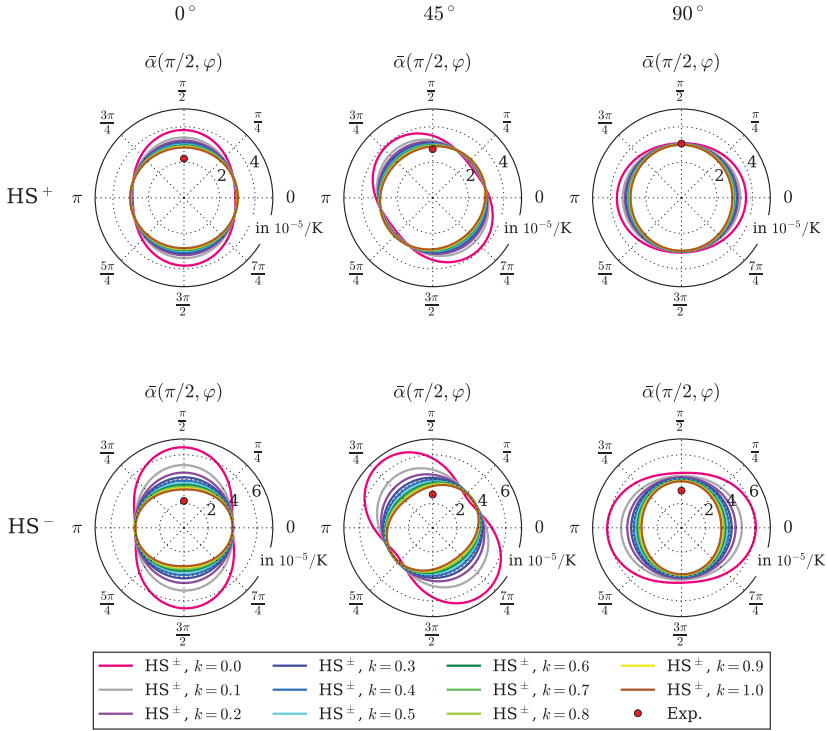 0° 45° 90°
ᾱ(π/2, φ) ᾱ(π/2, φ) ᾱ(π/2, φ)
π/2 π/2 π/2
3π/4 π/4 3π/4 π/4 3π/4 π/4
2 4 2 4 2 4
HS⁺ π 0 π 0 π 0
in 10⁻⁵/K in 10⁻⁵/K in 10⁻⁵/K
5π/4 7π/4 5π/4 7π/4 5π/4 7π/4
3π/2 3π/2 3π/2
ᾱ(π/2, φ) ᾱ(π/2, φ) ᾱ(π/2, φ)
π/2 π/2 π/2
3π/4 π/4 3π/4 π/4 3π/4 π/4
2 4 6 2 4 6 2 4 6
HS⁻ π 0 π 0 π 0
in 10⁻⁵/K in 10⁻⁵/K in 10⁻⁵/K
5π/4 7π/4 5π/4 7π/4 5π/4 7π/4
3π/2 3π/2 3π/2
HS±, k=0.0 HS±, k=0.3 HS±, k=0.6 HS±, k=0.9
HS±, k=0.1 HS±, k=0.4 HS±, k=0.7 HS±, k=1.0
HS±, k=0.2 HS±, k=0.5 HS±, k=0.8 Exp.